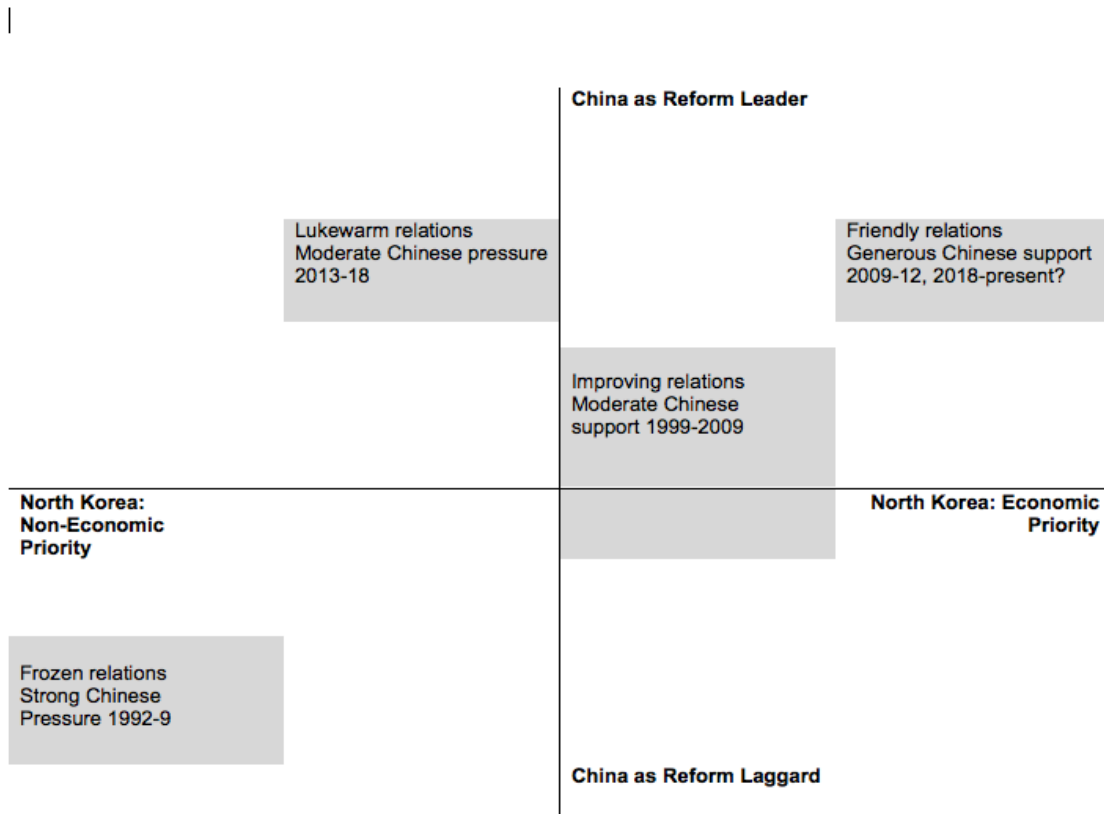 China as Reform Leader
Lukewarm relations
Moderate Chinese pressure
2013-18
Friendly relations
Generous Chinese support
2009-12, 2018-present?
Improving relations
Moderate Chinese
support 1999-2009
North Korea:
Non-Economic
Priority
North Korea: Economic
Priority
Frozen relations
Strong Chinese
Pressure 1992-9
China as Reform Laggard